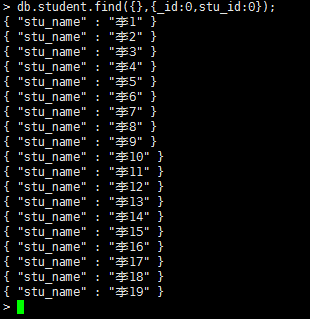 > db.student.find({},{_id:0,stu_id:0});
{ "stu_name" : "李1" }
{ "stu_name" : "李2" }
{ "stu_name" : "李3" }
{ "stu_name" : "李4" }
{ "stu_name" : "李5" }
{ "stu_name" : "李6" }
{ "stu_name" : "李7" }
{ "stu_name" : "李8" }
{ "stu_name" : "李9" }
{ "stu_name" : "李10" }
{ "stu_name" : "李11" }
{ "stu_name" : "李12" }
{ "stu_name" : "李13" }
{ "stu_name" : "李14" }
{ "stu_name" : "李15" }
{ "stu_name" : "李16" }
{ "stu_name" : "李17" }
{ "stu_name" : "李18" }
{ "stu_name" : "李19" }
>